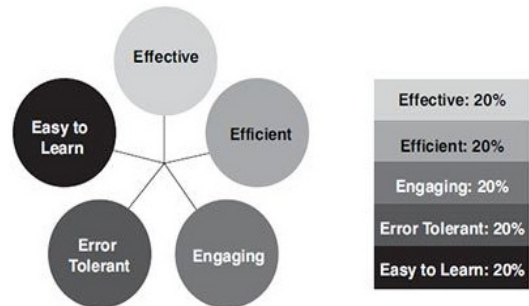 Effective
Efficient
Engaging
Error
Tolerant
Easy to
Learn
Effective: 20%
Efficient: 20%
Engaging: 20%
Error Tolerant: 20%
Easy to Learn: 20%